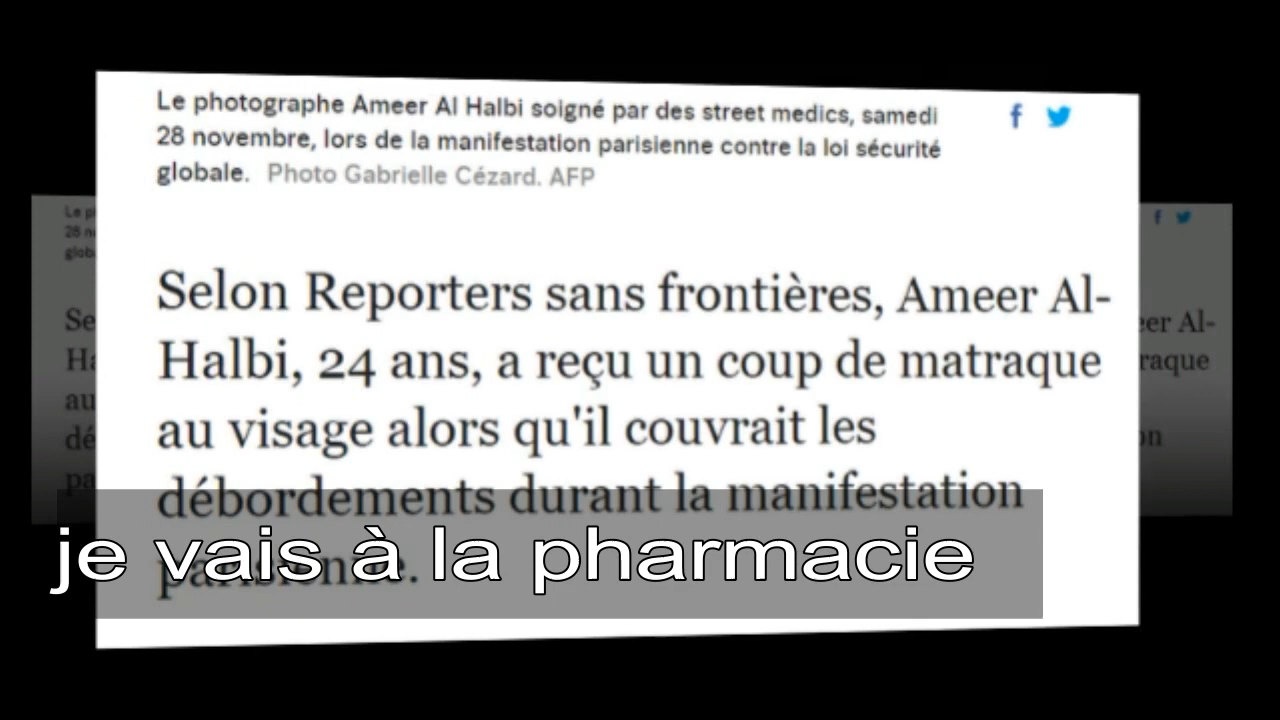 Le photographe Ameer Al Halbi soigné par des street medics, samedi
28 novembre, lors de la manifestation parisienne contre la loi sécurité
globale. Photo Gabrielle Cézard. AFP
Selon Reporters sans frontières, Ameer Al-
Halbi, 24 ans, a reçu un coup de matraque
au visage alors qu'il couvrait les
débordements durant la manifestation
parisienne.
je vais à la pharmacie